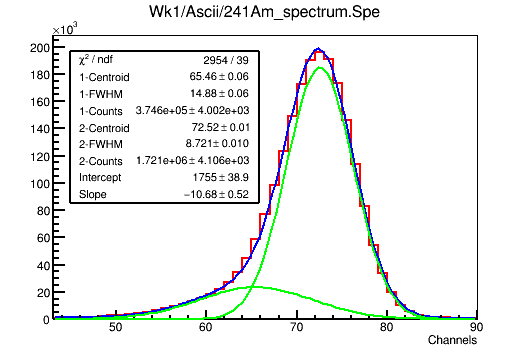 Wk1/Ascii/241Am_spectrum.Spe
×10³
χ² / ndf 2954 / 39
1-Centroid 65.46 ± 0.06
1-FWHM 14.88 ± 0.06
1-Counts 3.746e+05 ± 4.002e+03
2-Centroid 72.52 ± 0.01
2-FWHM 8.721 ± 0.010
2-Counts 1.721e+06 ± 4.106e+03
Intercept 1755 ± 38.9
Slope −10.68 ± 0.52
200
180
160
140
120
100
80
60
40
20
0
50 60 70 80 90
Channels